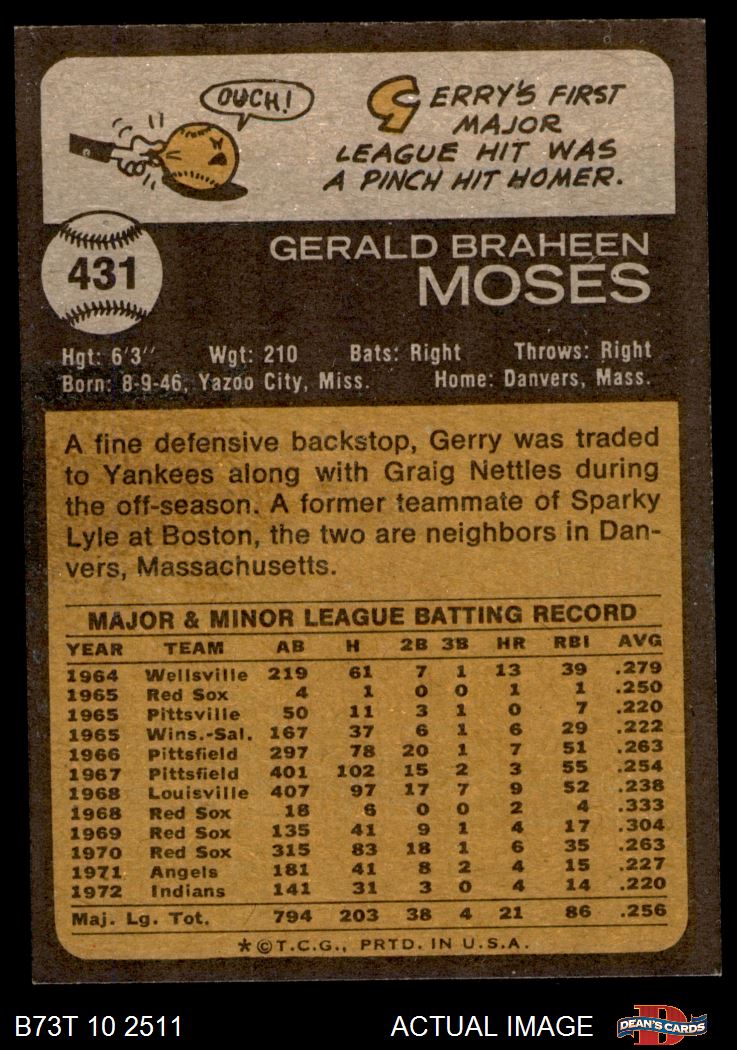 OUCH!
GERRY'S FIRST
MAJOR
LEAGUE HIT WAS
A PINCH HIT HOMER.
431
GERALD BRAHEEN
MOSES
Hgt: 6'3'' Wgt: 210 Bats: Right Throws: Right
Born: 8-9-46, Yazoo City, Miss. Home: Danvers, Mass.
A fine defensive backstop, Gerry was traded
to Yankees along with Graig Nettles during
the off-season. A former teammate of Sparky
Lyle at Boston, the two are neighbors in Dan-
vers, Massachusetts.
MAJOR & MINOR LEAGUE BATTING RECORD
YEAR TEAM AB H 2B 3B HR RBI AVG
1964 Wellsville 219 61 7 1 13 39 .279
1965 Red Sox 4 1 0 0 1 1 .250
1965 Pittsville 50 11 3 1 0 7 .220
1965 Wins.-Sal. 167 37 6 1 6 29 .222
1966 Pittsfield 297 78 20 1 7 51 .263
1967 Pittsfield 401 102 15 2 3 55 .254
1968 Louisville 407 97 17 7 9 52 .238
1968 Red Sox 18 6 0 0 2 4 .333
1969 Red Sox 135 41 9 1 4 17 .304
1970 Red Sox 315 83 18 1 6 35 .263
1971 Angels 181 41 8 2 4 15 .227
1972 Indians 141 31 3 0 4 14 .220
Maj. Lg. Tot. 794 203 38 4 21 86 .256
*©T.C.G., PRTD. IN U.S.A.
B73T 10 2511 ACTUAL IMAGE D DEAN'S CARDS